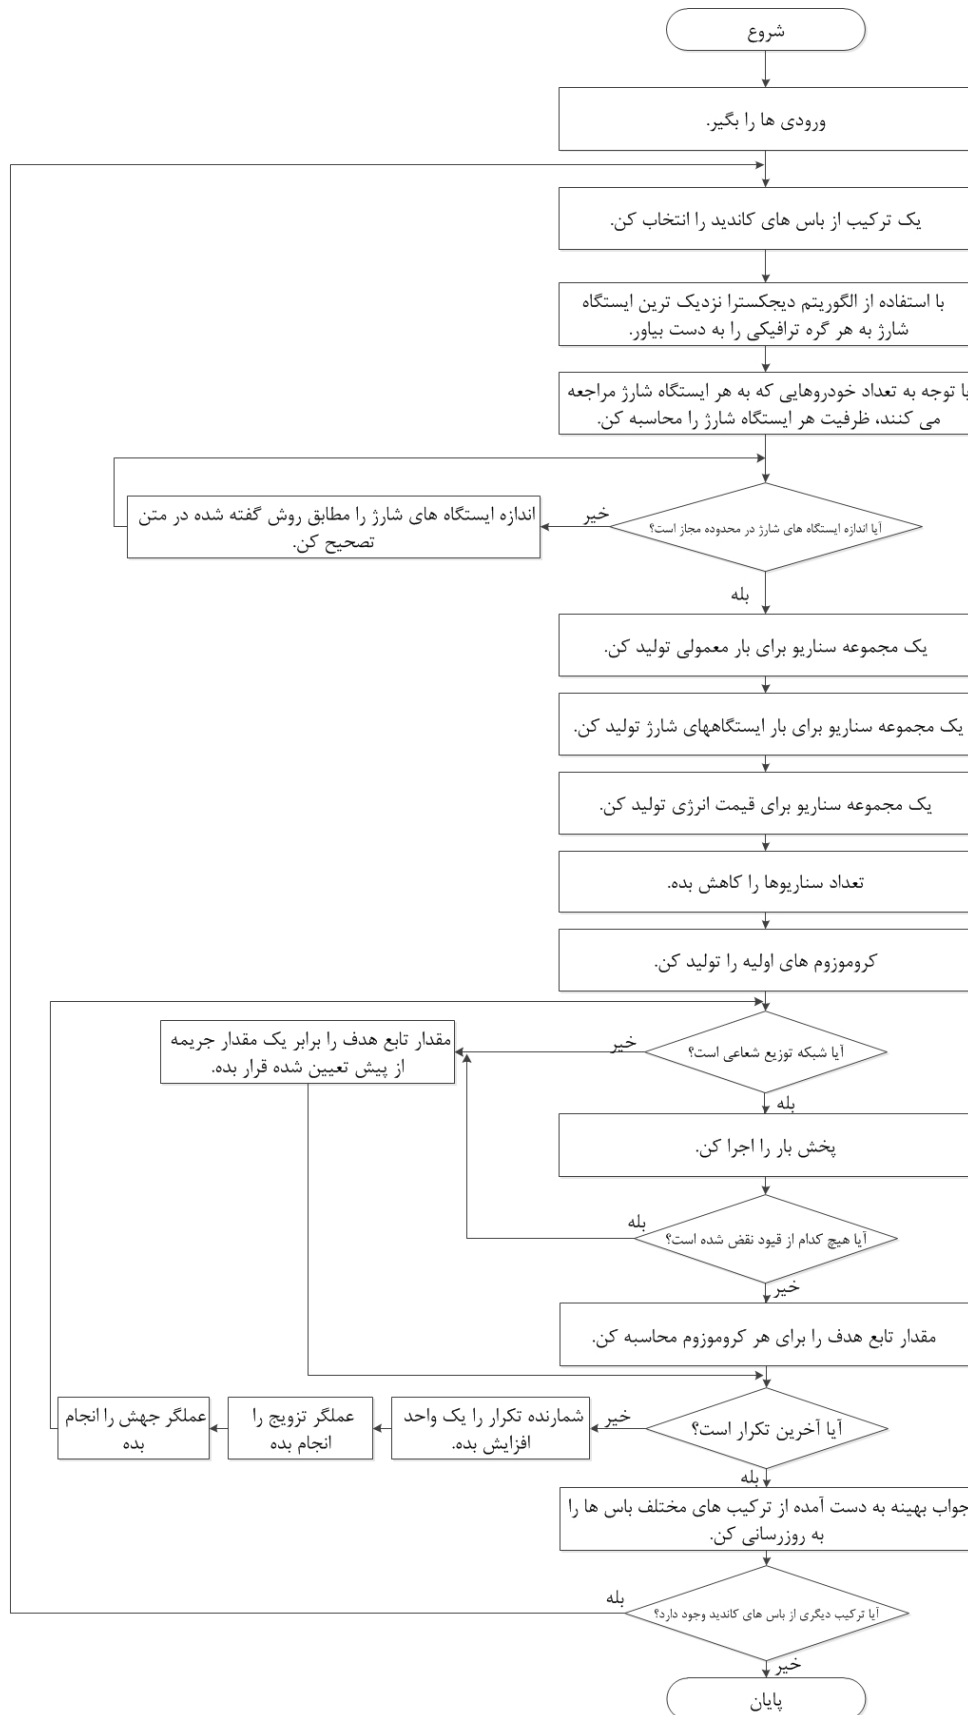 شروع
ورودی ها را بگیر.
یک ترکیب از باس های کاندید را انتخاب کن.
با استفاده از الگوریتم دیجکسترا نزدیک ترین ایستگاه
شارژ به هر گره ترافیکی را به دست بیاور.
با توجه به تعداد خودروهایی که به هر ایستگاه شارژ مراجعه
می کنند، ظرفیت هر ایستگاه شارژ را محاسبه کن.
آیا اندازه ایستگاه های شارژ در محدوده مجاز است؟
خیر
اندازه ایستگاه های شارژ را مطابق روش گفته شده در متن
تصحیح کن.
بله
یک مجموعه سناریو برای بار معمولی تولید کن.
یک مجموعه سناریو برای بار ایستگاههای شارژ تولید کن.
یک مجموعه سناریو برای قیمت انرژی تولید کن.
تعداد سناریوها را کاهش بده.
کروموزوم های اولیه را تولید کن.
آیا شبکه توزیع شعاعی است؟
خیر
مقدار تابع هدف را برابر یک مقدار جریمه
از پیش تعیین شده قرار بده.
بله
پخش بار را اجرا کن.
آیا هیچ کدام از قیود نقض شده است؟
بله
خیر
مقدار تابع هدف را برای هر کروموزوم محاسبه کن.
آیا آخرین تکرار است؟
خیر
شمارنده تکرار را یک واحد
افزایش بده.
عملگر تزویج را
انجام بده
عملگر جهش را انجام
بده
بله
جواب بهینه به دست آمده از ترکیب های مختلف باس ها را
به روزرسانی کن.
آیا ترکیب دیگری از باس های کاندید وجود دارد؟
بله
خیر
پایان